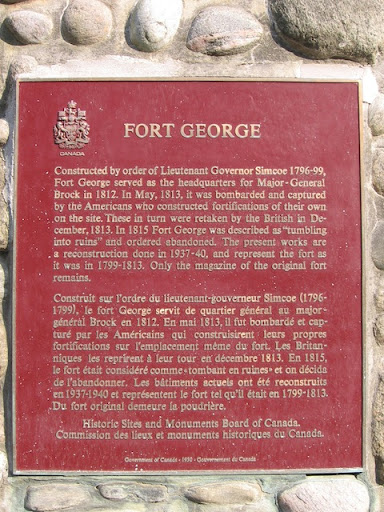 CANADA
FORT GEORGE
Constructed by order of Lieutenant Governor Simcoe 1796-99,
Fort George served as the headquarters for Major-General
Brock in 1812. In May, 1813, it was bombarded and captured
by the Americans who constructed fortifications of their own
on the site. These in turn were retaken by the British in De-
cember, 1813. In 1815 Fort George was described as "tumbling
into ruins" and ordered abandoned. The present works are
a reconstruction done in 1937-40, and represent the fort as
it was in 1799-1813. Only the magazine of the original fort
remains.
Construit sur l'ordre du lieutenant-gouverneur Simcoe (1796-
1799), le fort George servit de quartier général au major-
général Brock en 1812. En mai 1813, il fut bombardé et cap-
turé par les Américains qui construisirent leurs propres
fortifications sur l'emplacement même du fort. Les Britan-
niques les reprirent à leur tour en décembre 1813. En 1815,
le fort était considéré comme «tombant en ruines» et on décida
de l'abandonner. Les bâtiments actuels ont été reconstruits
en 1937-1940 et représentent le fort tel qu'il était en 1799-1813.
Du fort original demeure la poudrière.
Historic Sites and Monuments Board of Canada.
Commission des lieux et monuments historiques du Canada.
Government of Canada - 1980 - Gouvernement du Canada